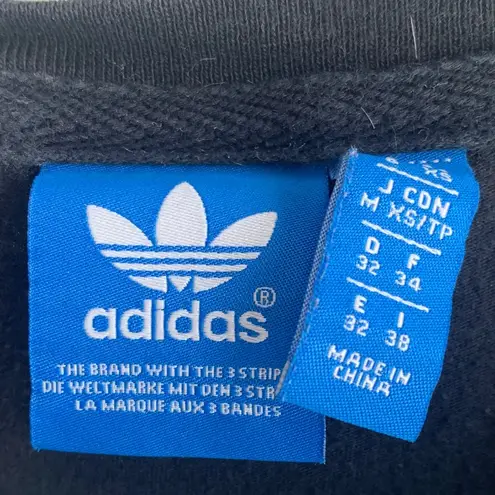 adidas®
THE BRAND WITH THE 3 STRIP
DIE WELTMARKE MIT DEN 3 STR
LA MARQUE AUX 3 BANDES
XS
J CDN
M XS/TP
D F
32 34
E I
32 38
MADE IN
CHINA